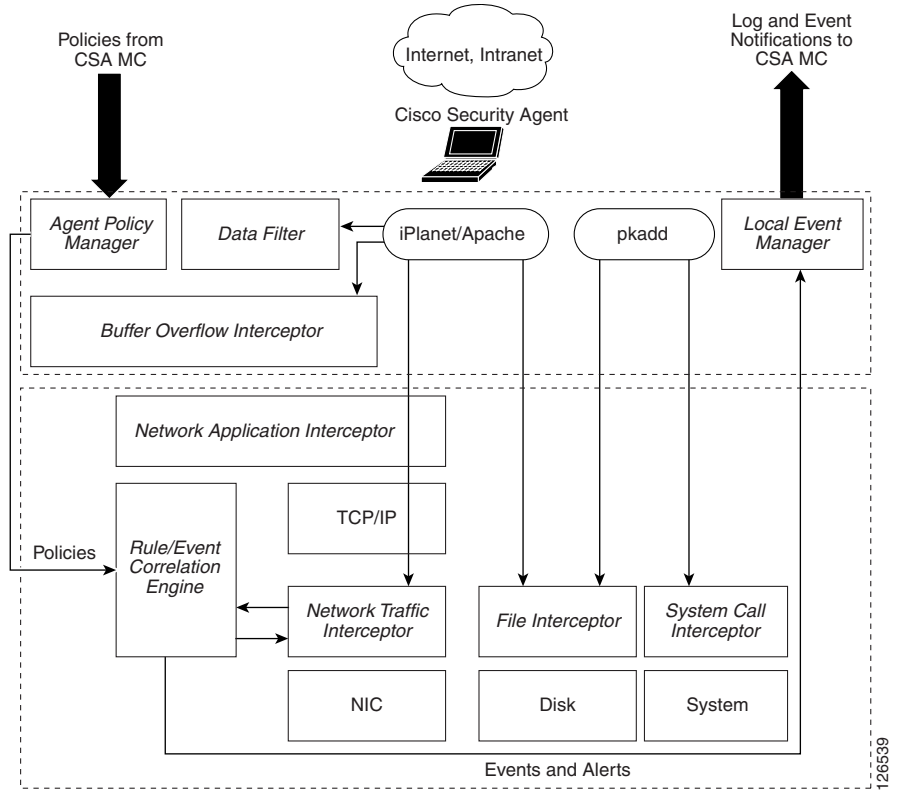 Policies from
CSA MC
Internet, Intranet
Log and Event
Notifications to
CSA MC
Cisco Security Agent
Agent Policy
Manager
Data Filter
iPlanet/Apache
pkadd
Local Event
Manager
Buffer Overflow Interceptor
Network Application Interceptor
Policies
Rule/Event
Correlation
Engine
TCP/IP
Network Traffic
Interceptor
File Interceptor
System Call
Interceptor
NIC
Disk
System
Events and Alerts
126539